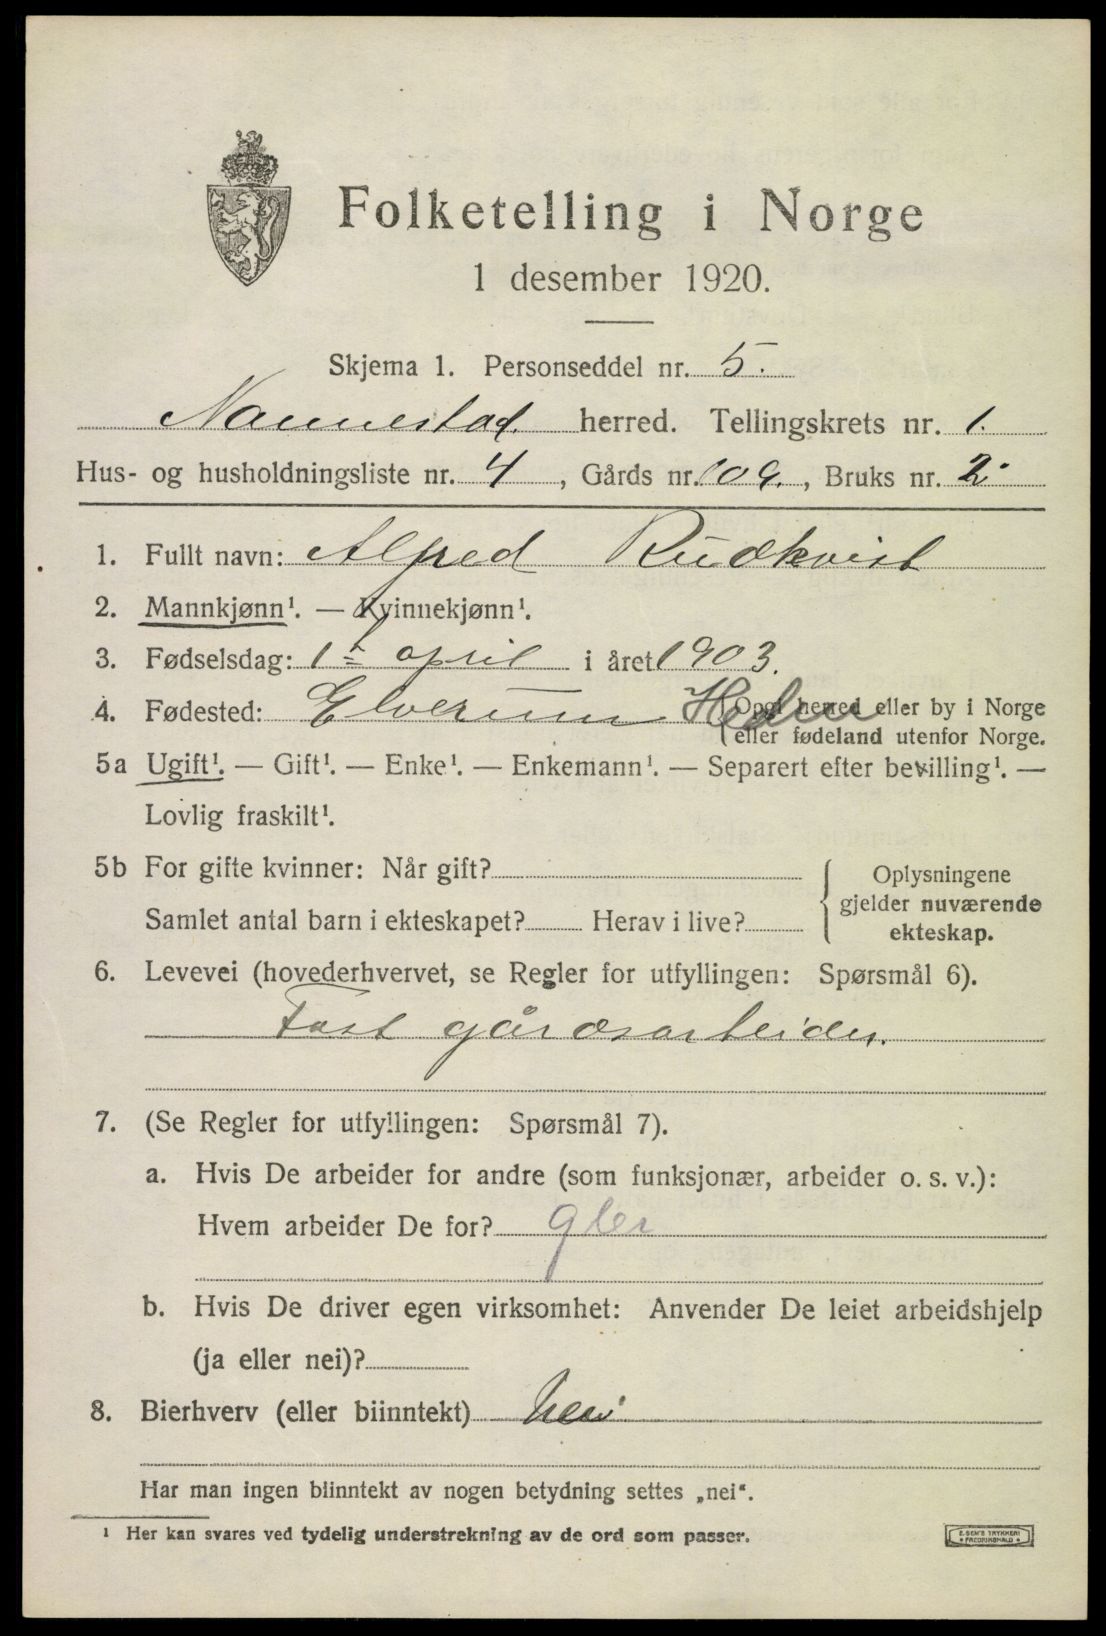 Folketelling i Norge
1 desember 1920.
Skjema 1. Personseddel nr. 5.
Nannestad herred. Tellingskrets nr. 1.
Hus- og husholdningsliste nr. 4, Gårds nr. 109., Bruks nr. 2
1. Fullt navn: Alfred Rudkvist
2. Mannkjønn¹. — Kvinnekjønn¹.
3. Fødselsdag: 1ste april i året 1903.
4. Fødested: Elverum Hedm { Opgi herred eller by i Norge
eller fødeland utenfor Norge.
5a Ugift¹. — Gift¹. — Enke¹. — Enkemann¹. — Separert efter bevilling¹. —
Lovlig fraskilt¹.
5b For gifte kvinner: Når gift?
Samlet antal barn i ekteskapet? Herav i live?
{ Oplysningene
gjelder nuværende
ekteskap.
6. Levevei (hovederhvervet, se Regler for utfyllingen: Spørsmål 6).
Fast gårdsarbeider.
7. (Se Regler for utfyllingen: Spørsmål 7).
a. Hvis De arbeider for andre (som funksjonær, arbeider o. s. v.):
Hvem arbeider De for? gbr
b. Hvis De driver egen virksomhet: Anvender De leiet arbeidshjelp
(ja eller nei)?
8. Bierhverv (eller biinntekt) Nei
Har man ingen biinntekt av nogen betydning settes „nei“.
¹ Her kan svares ved tydelig understrekning av de ord som passer.